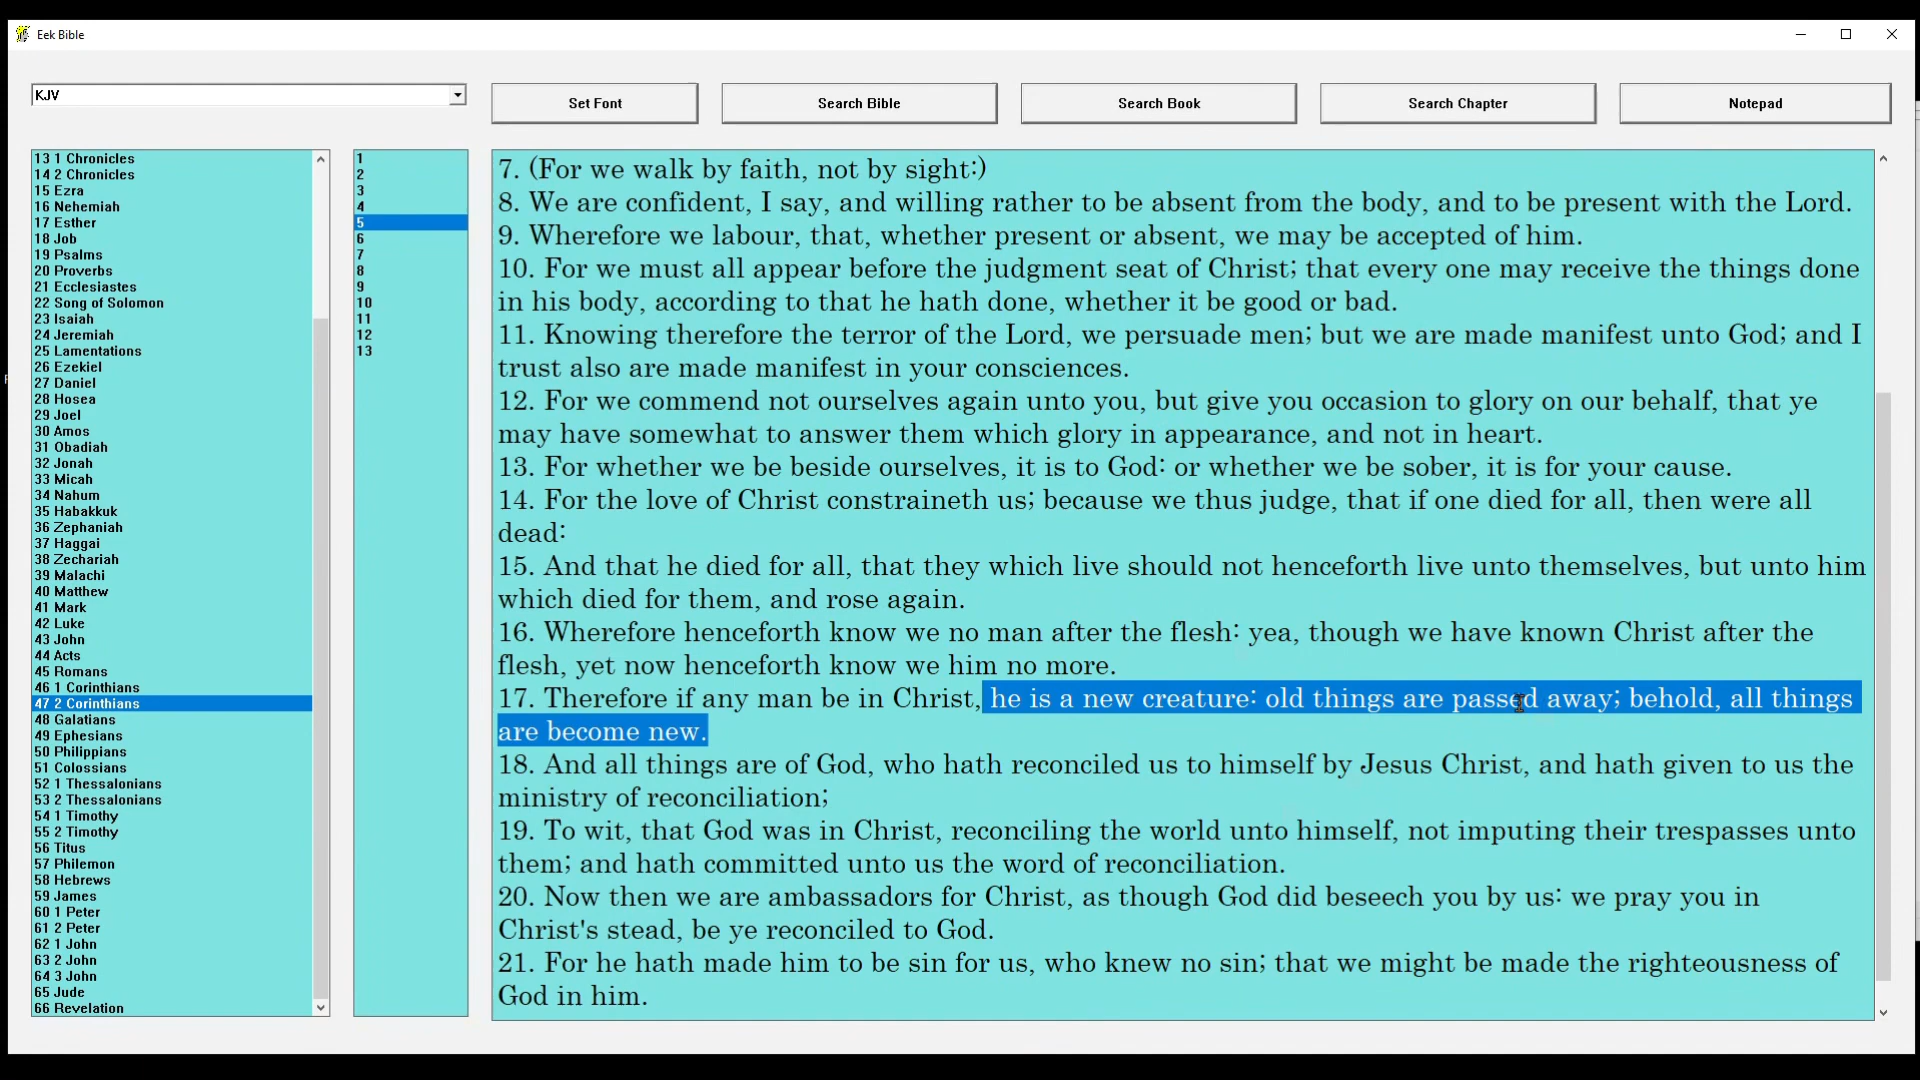 Eek Bible
KJV
Set Font
Search Bible
Search Book
Search Chapter
Notepad
13 1 Chronicles
14 2 Chronicles
15 Ezra
16 Nehemiah
17 Esther
18 Job
19 Psalms
20 Proverbs
21 Ecclesiastes
22 Song of Solomon
23 Isaiah
24 Jeremiah
25 Lamentations
26 Ezekiel
27 Daniel
28 Hosea
29 Joel
30 Amos
31 Obadiah
32 Jonah
33 Micah
34 Nahum
35 Habakkuk
36 Zephaniah
37 Haggai
38 Zechariah
39 Malachi
40 Matthew
41 Mark
42 Luke
43 John
44 Acts
45 Romans
46 1 Corinthians
47 2 Corinthians
48 Galatians
49 Ephesians
50 Philippians
51 Colossians
52 1 Thessalonians
53 2 Thessalonians
54 1 Timothy
55 2 Timothy
56 Titus
57 Philemon
58 Hebrews
59 James
60 1 Peter
61 2 Peter
62 1 John
63 2 John
64 3 John
65 Jude
66 Revelation
1
2
3
4
5
6
7
8
9
10
11
12
13
7. (For we walk by faith, not by sight:)
8. We are confident, I say, and willing rather to be absent from the body, and to be present with the Lord.
9. Wherefore we labour, that, whether present or absent, we may be accepted of him.
10. For we must all appear before the judgment seat of Christ; that every one may receive the things done
in his body, according to that he hath done, whether it be good or bad.
11. Knowing therefore the terror of the Lord, we persuade men; but we are made manifest unto God; and I
trust also are made manifest in your consciences.
12. For we commend not ourselves again unto you, but give you occasion to glory on our behalf, that ye
may have somewhat to answer them which glory in appearance, and not in heart.
13. For whether we be beside ourselves, it is to God: or whether we be sober, it is for your cause.
14. For the love of Christ constraineth us; because we thus judge, that if one died for all, then were all
dead:
15. And that he died for all, that they which live should not henceforth live unto themselves, but unto him
which died for them, and rose again.
16. Wherefore henceforth know we no man after the flesh: yea, though we have known Christ after the
flesh, yet now henceforth know we him no more.
17. Therefore if any man be in Christ, he is a new creature: old things are passed away; behold, all things
are become new.
18. And all things are of God, who hath reconciled us to himself by Jesus Christ, and hath given to us the
ministry of reconciliation;
19. To wit, that God was in Christ, reconciling the world unto himself, not imputing their trespasses unto
them; and hath committed unto us the word of reconciliation.
20. Now then we are ambassadors for Christ, as though God did beseech you by us: we pray you in
Christ's stead, be ye reconciled to God.
21. For he hath made him to be sin for us, who knew no sin; that we might be made the righteousness of
God in him.